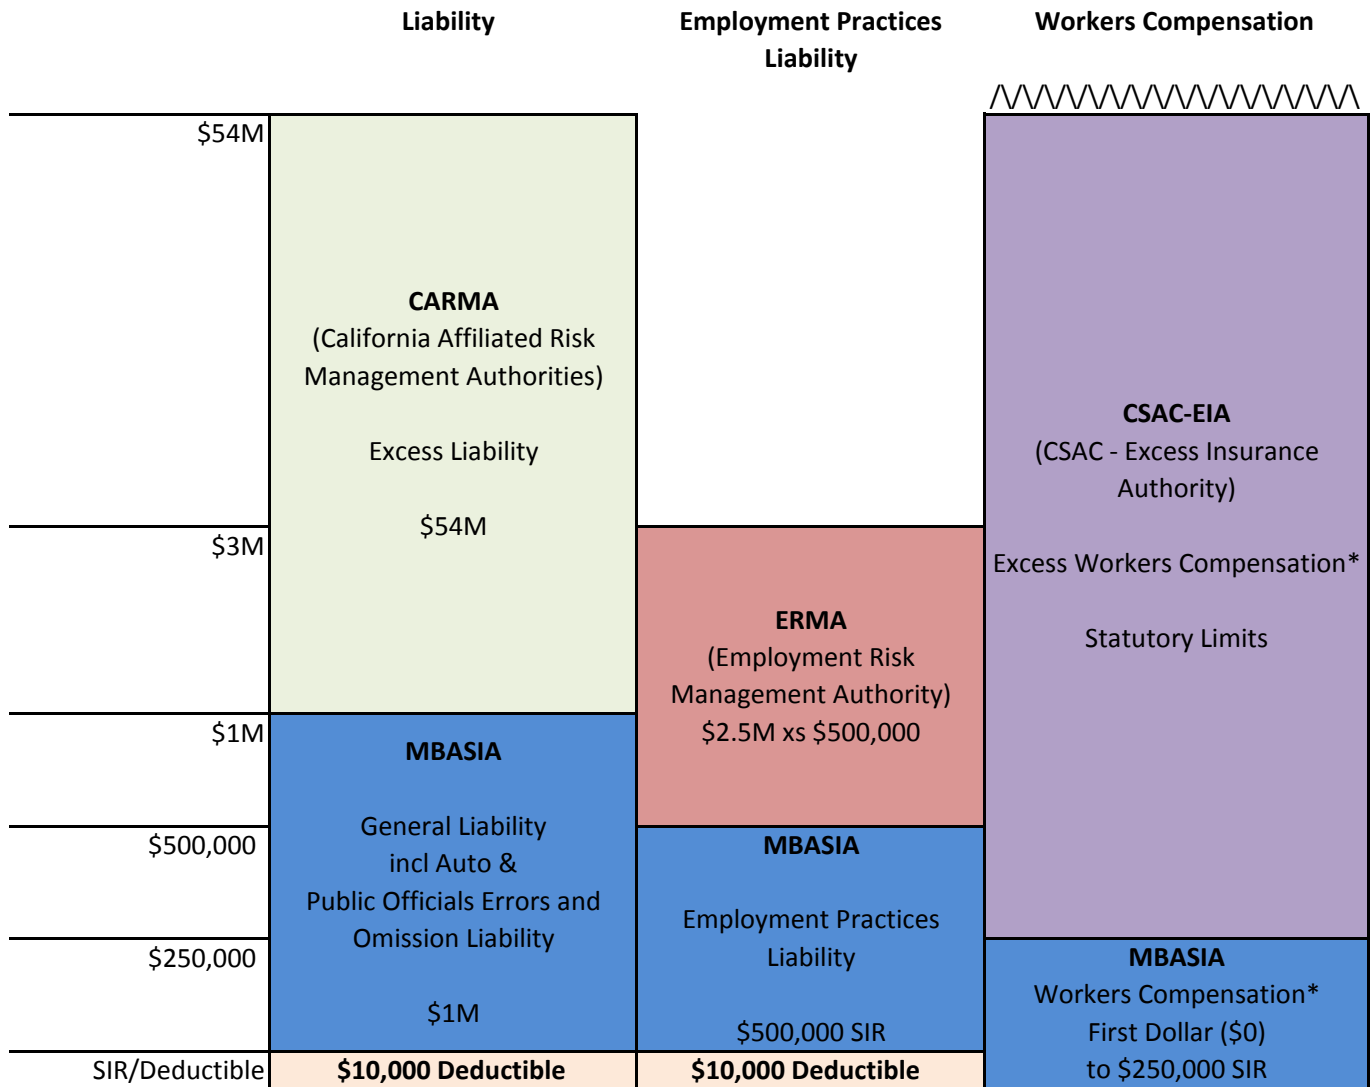 Liability
Employment Practices
Liability
Workers Compensation
/\/\/\/\/\/\/\/\/\/\/\/\/\/\/\/\/\
$54M
CARMA
(California Affiliated Risk
Management Authorities)
Excess Liability
$54M
$3M
ERMA
(Employment Risk
Management Authority)
$2.5M xs $500,000
CSAC-EIA
(CSAC - Excess Insurance
Authority)
Excess Workers Compensation*
Statutory Limits
$1M
MBASIA
General Liability
incl Auto &
Public Officials Errors and
Omission Liability
$1M
$500,000
MBASIA
Employment Practices
Liability
$500,000 SIR
$250,000
MBASIA
Workers Compensation*
First Dollar ($0)
to $250,000 SIR
SIR/Deductible
$10,000 Deductible
$10,000 Deductible